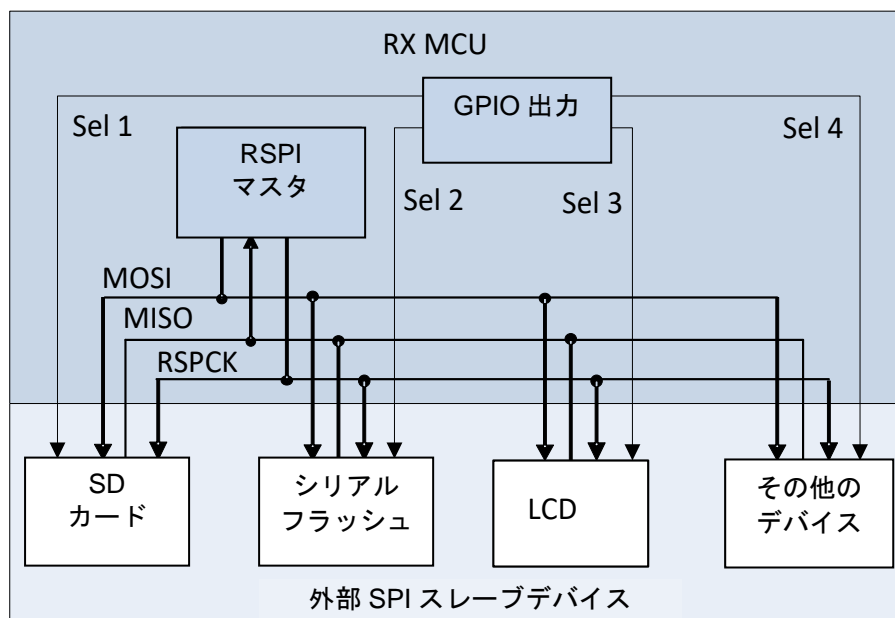 RX MCU
GPIO 出力
Sel 1
Sel 4
RSPI
マスタ
Sel 2
Sel 3
MOSI
MISO
RSPCK
SD
カード
シリアル
フラッシュ
LCD
その他の
デバイス
外部 SPI スレーブデバイス